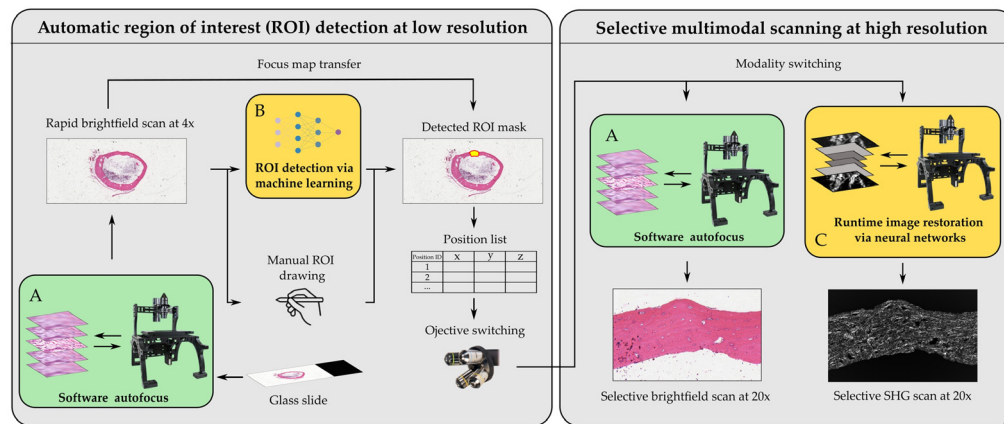 Automatic region of interest (ROI) detection at low resolution
Focus map transfer
Rapid brightfield scan at 4x
B
ROI detection via
machine learning
Detected ROI mask
Manual ROI
drawing
Position list
Position ID x y z
1
2
...
Ojective switching
A
Software autofocus
Glass slide
Selective multimodal scanning at high resolution
Modality switching
A
Software autofocus
C
Runtime image restoration
via neural networks
Selective brightfield scan at 20x
Selective SHG scan at 20x